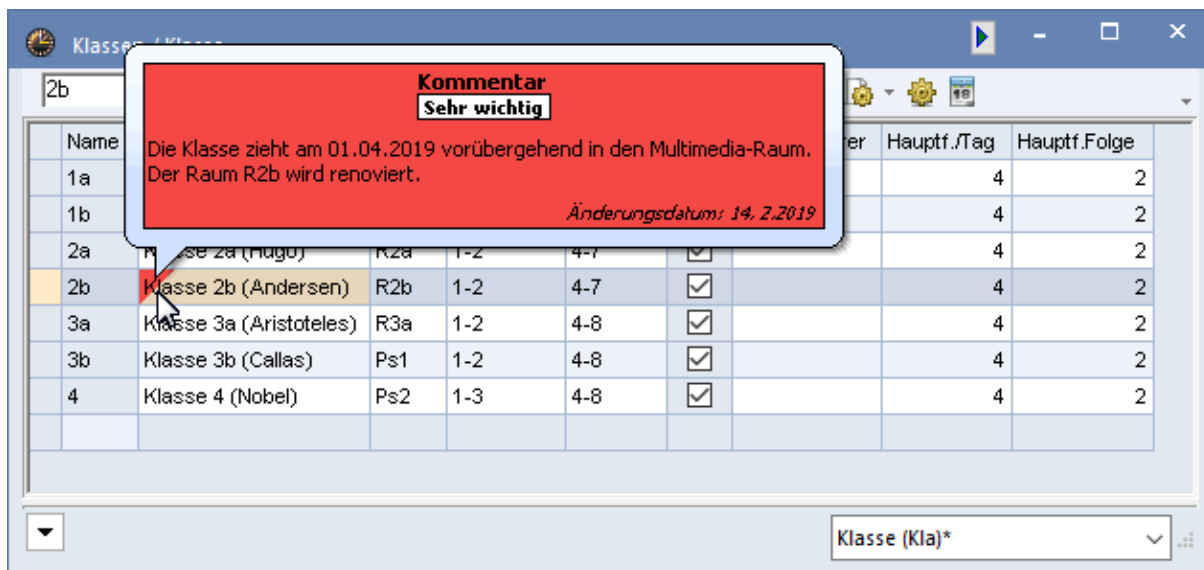 Klassen / Klasse
2b
Kommentar
Sehr wichtig
Die Klasse zieht am 01.04.2019 vorübergehend in den Multimedia-Raum.
Der Raum R2b wird renoviert.
Änderungsdatum: 14. 2.2019
18
Name Hauptf./Tag Hauptf.Folge
1a 4 2
1b 4 2
2a Klasse 2a (Hugo) R2a 1-2 4-7 4 2
2b Klasse 2b (Andersen) R2b 1-2 4-7 4 2
3a Klasse 3a (Aristoteles) R3a 1-2 4-8 4 2
3b Klasse 3b (Callas) Ps1 1-2 4-8 4 2
4 Klasse 4 (Nobel) Ps2 1-3 4-8 4 2
Klasse (Kla)*